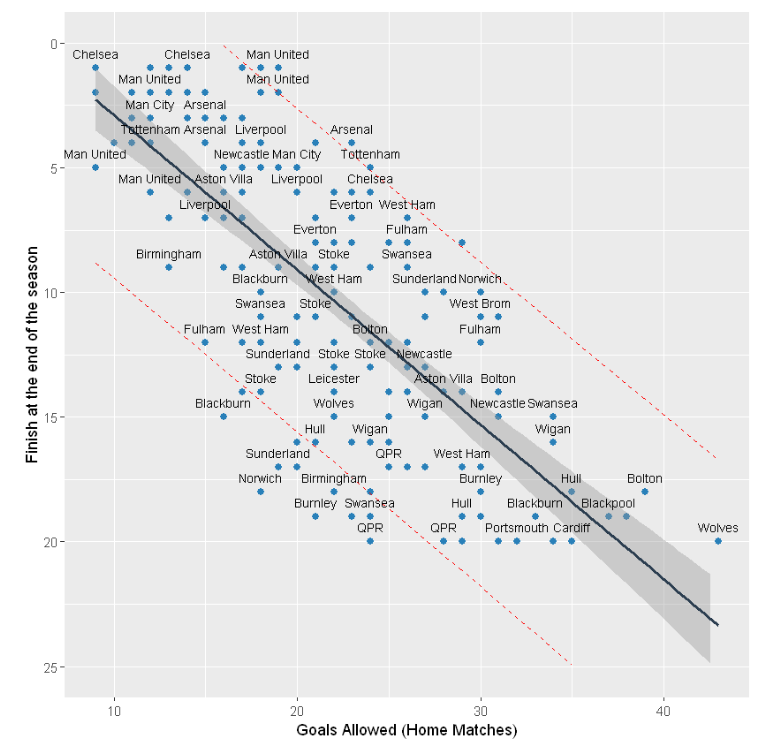 0
Chelsea Chelsea Man United
Man United Man United
Man City Arsenal
Tottenham Arsenal Liverpool Arsenal
Man United Newcastle Man City Tottenham
5
Man United Aston Villa Liverpool Chelsea
Liverpool Everton West Ham
Everton Fulham
Birmingham Aston Villa Stoke Swansea
Blackburn West Ham Sunderland Norwich
10
Swansea Stoke West Brom
Fulham West Ham Bolton Fulham
Sunderland Stoke Stoke Newcastle
Stoke Leicester Aston Villa Bolton
Blackburn Wolves Wigan Newcastle Swansea
15
Hull Wigan Wigan
Sunderland QPR West Ham
Norwich Birmingham Burnley Hull Bolton
Burnley Swansea Hull Blackburn Blackpool
QPR QPR Portsmouth Cardiff Wolves
20
25
10 20 30 40
Goals Allowed (Home Matches)
Finish at the end of the season